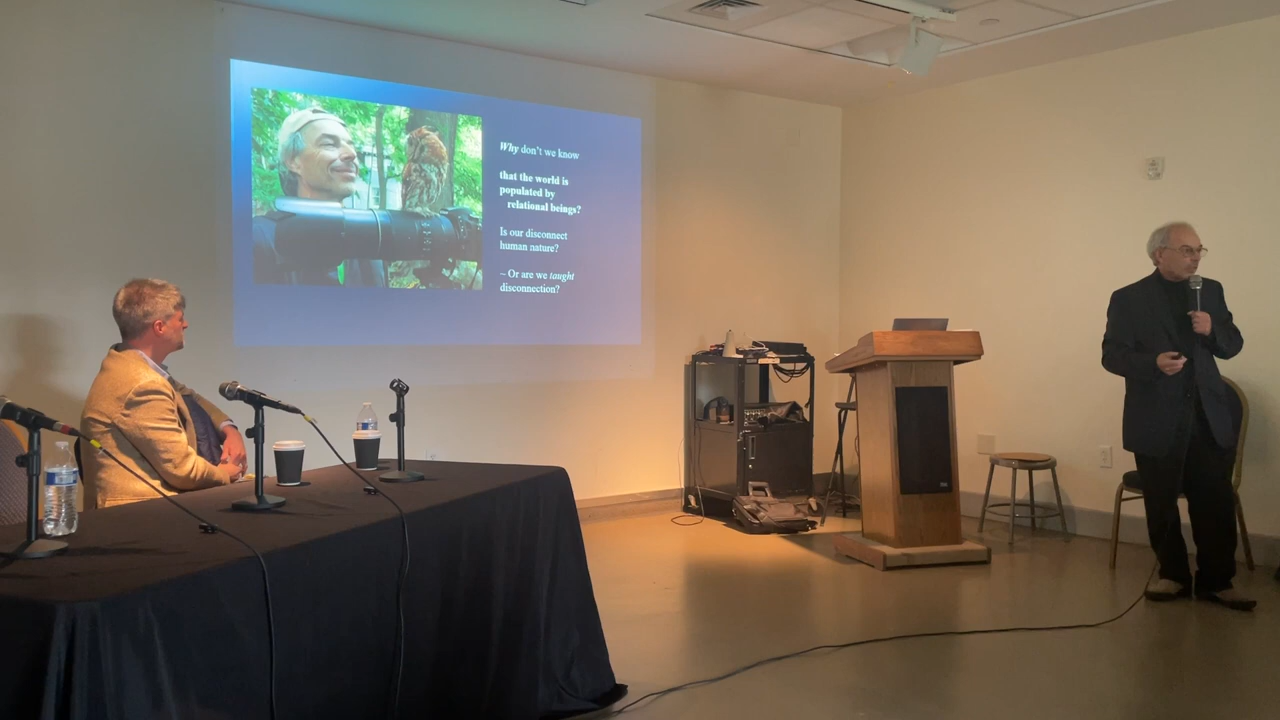 Why don't we know
that the world is
populated by
relational beings?
Is our disconnect
human nature?
– Or are we taught
disconnection?